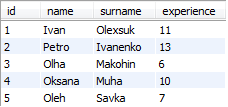 id name surname experience
1 Ivan Olexsuk 11
2 Petro Ivanenko 13
3 Olha Makohin 6
4 Oksana Muha 10
5 Oleh Savka 7